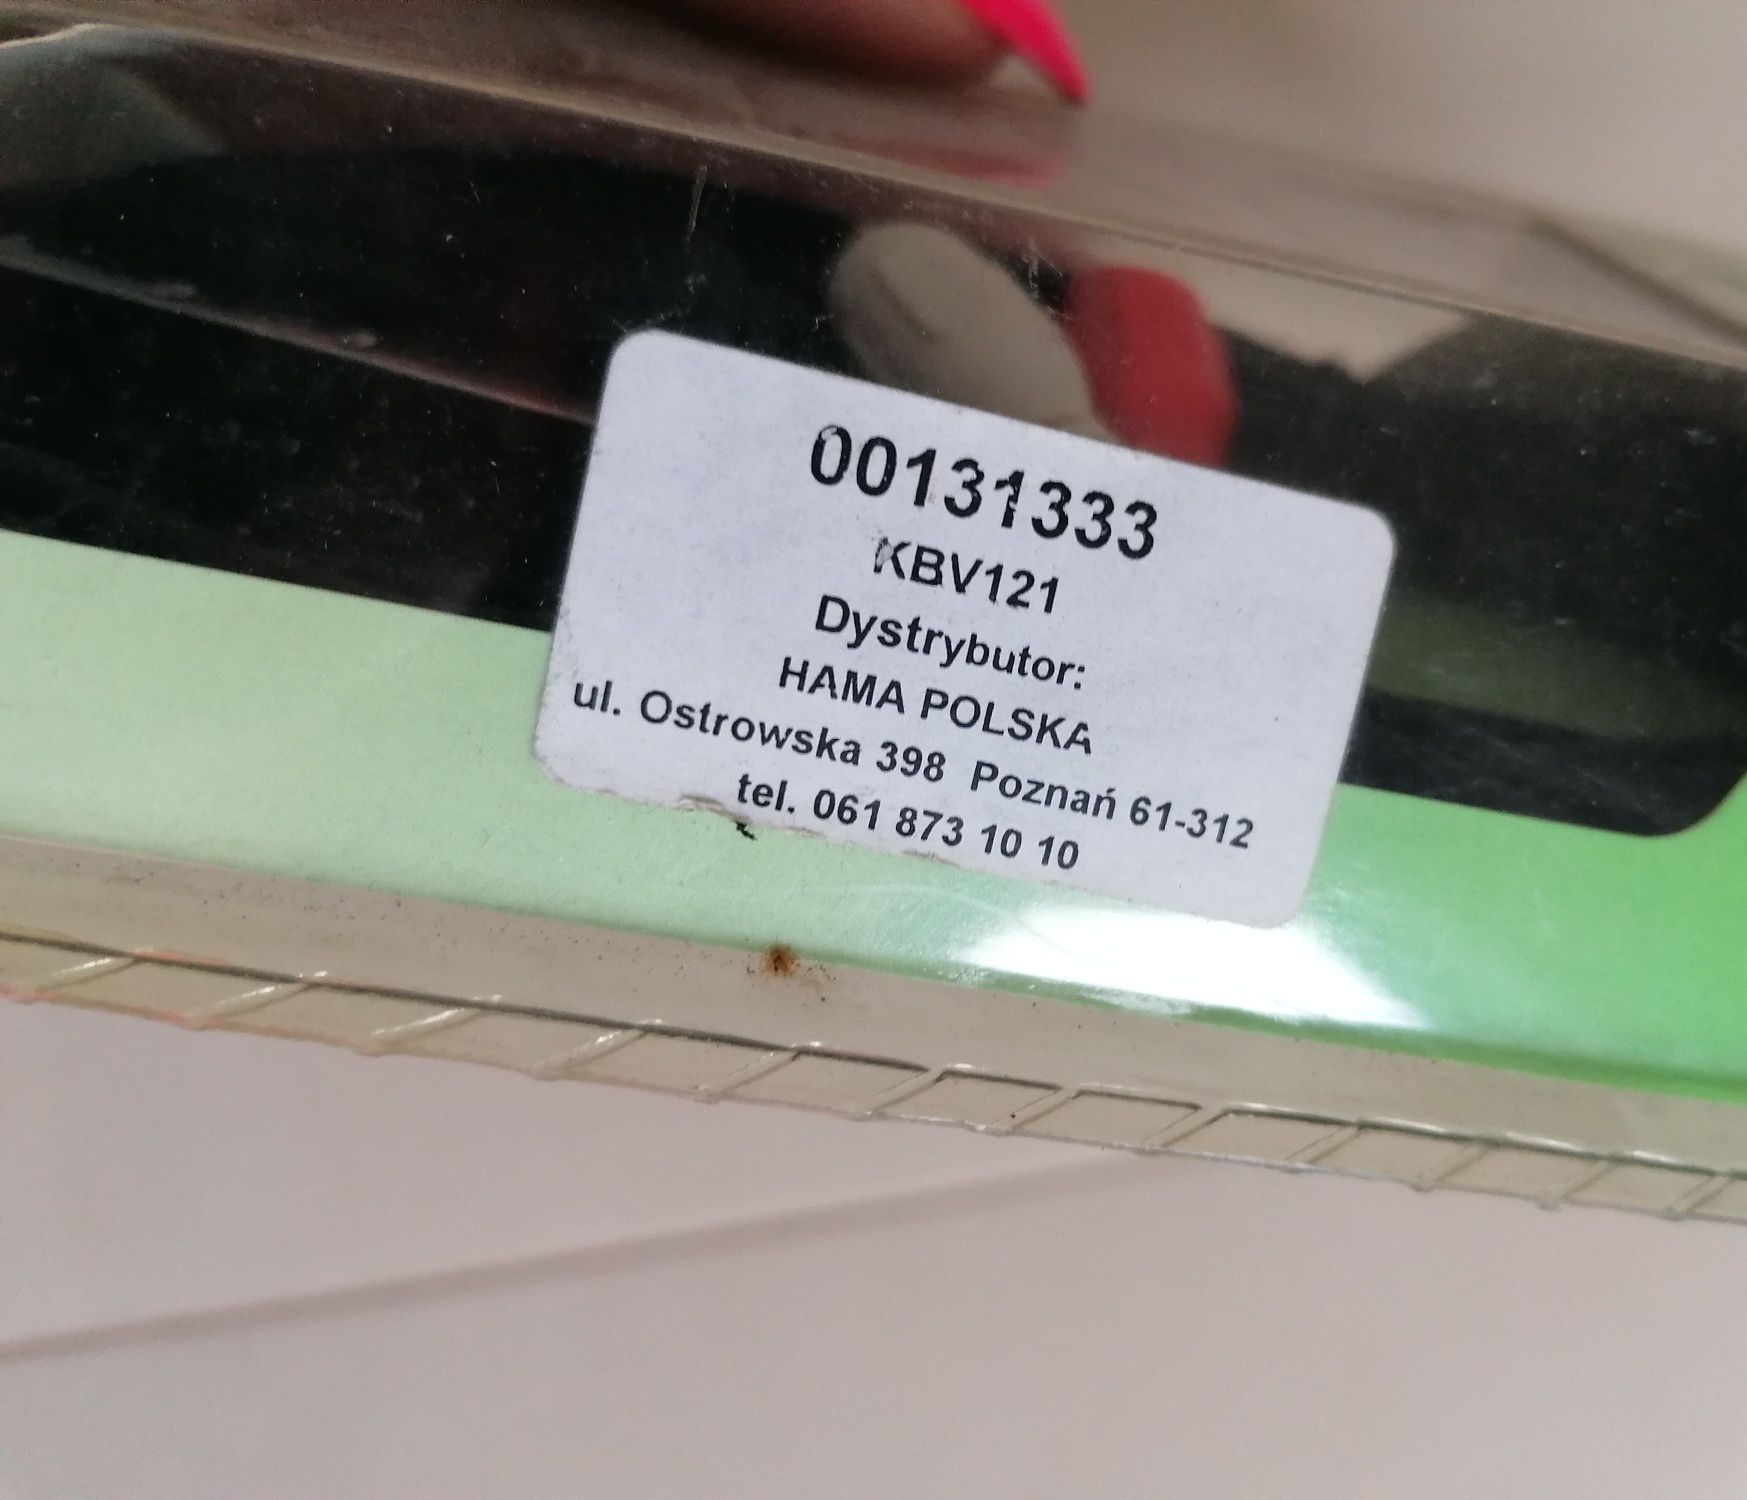 00131333
KBV121
Dystrybutor:
HAMA POLSKA
ul. Ostrowska 398 Poznań 61-312
tel. 061 873 10 10